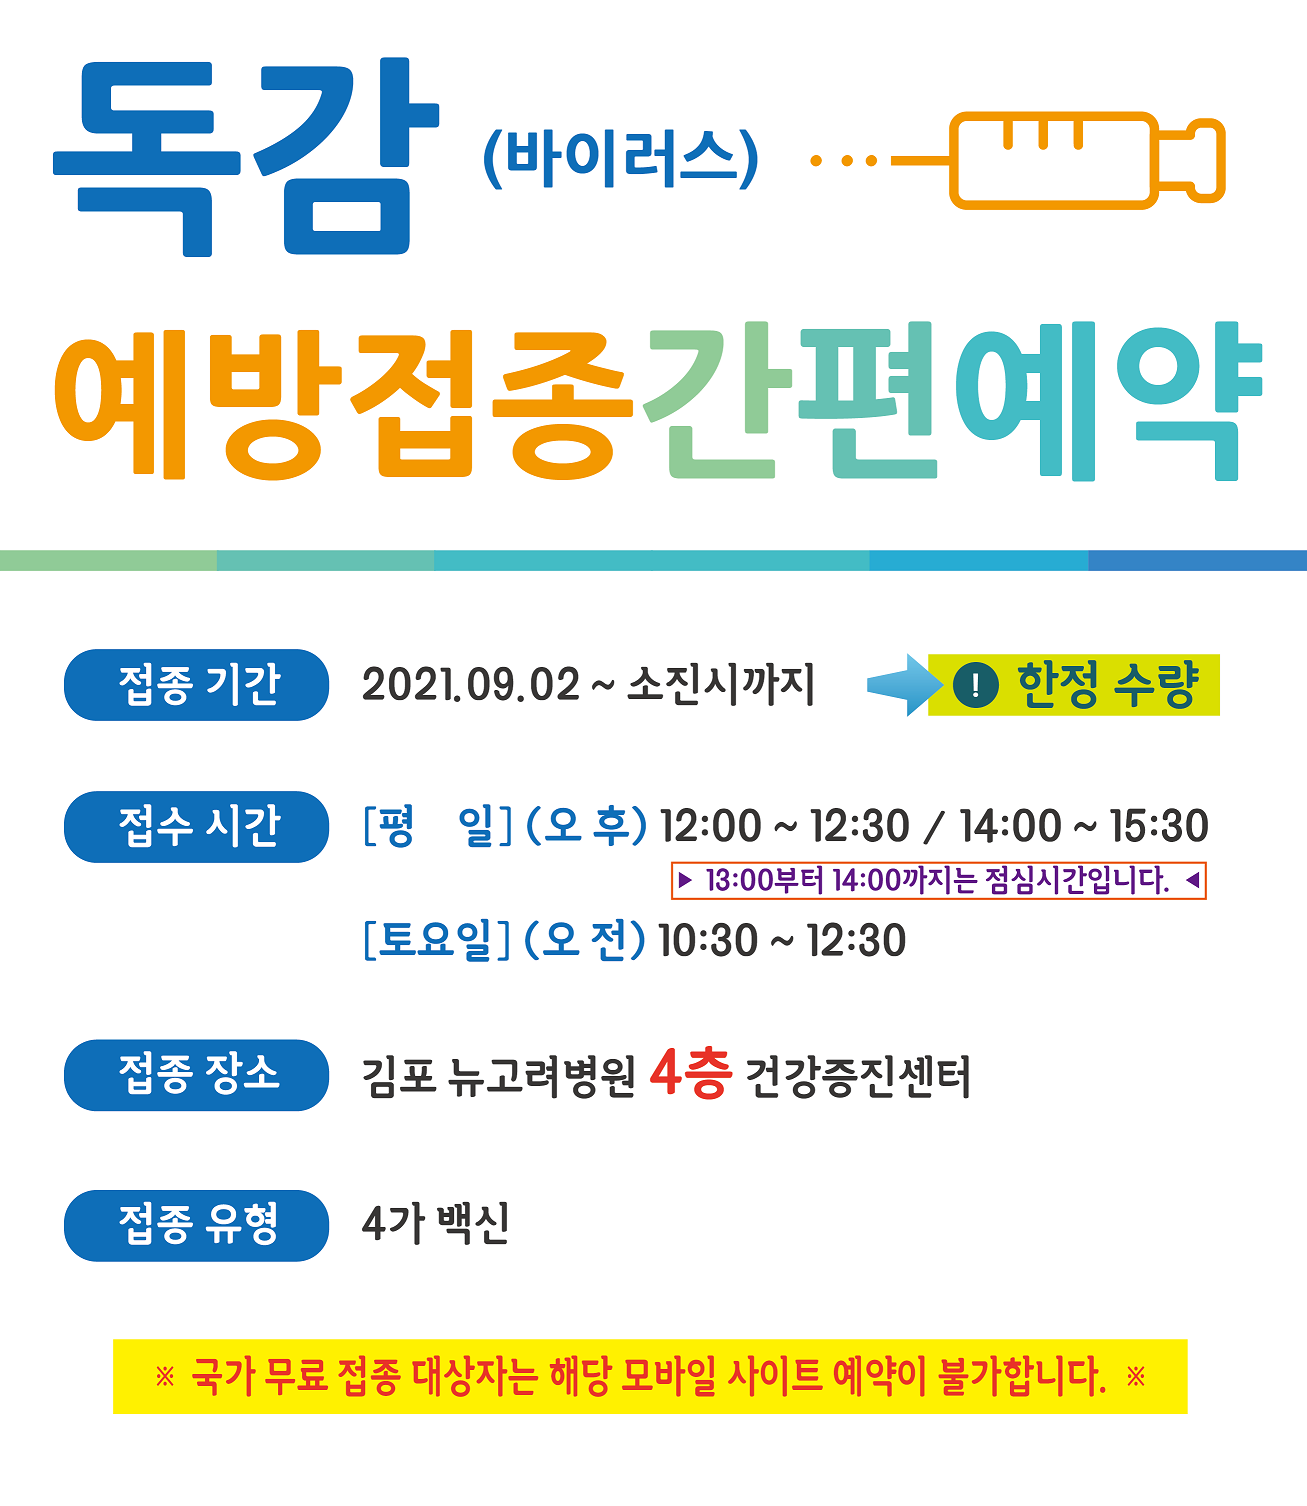 독감 (바이러스)
예방접종간편예약
접종 기간 2021.09.02 ~ 소진시까지 ! 한정 수량
접수 시간 [평 일] (오 후) 12:00 ~ 12:30 / 14:00 ~ 15:30
▶ 13:00부터 14:00까지는 점심시간입니다. ◀
[토요일] (오 전) 10:30 ~ 12:30
접종 장소 김포 뉴고려병원 4층 건강증진센터
접종 유형 4가 백신
※ 국가 무료 접종 대상자는 해당 모바일 사이트 예약이 불가합니다. ※